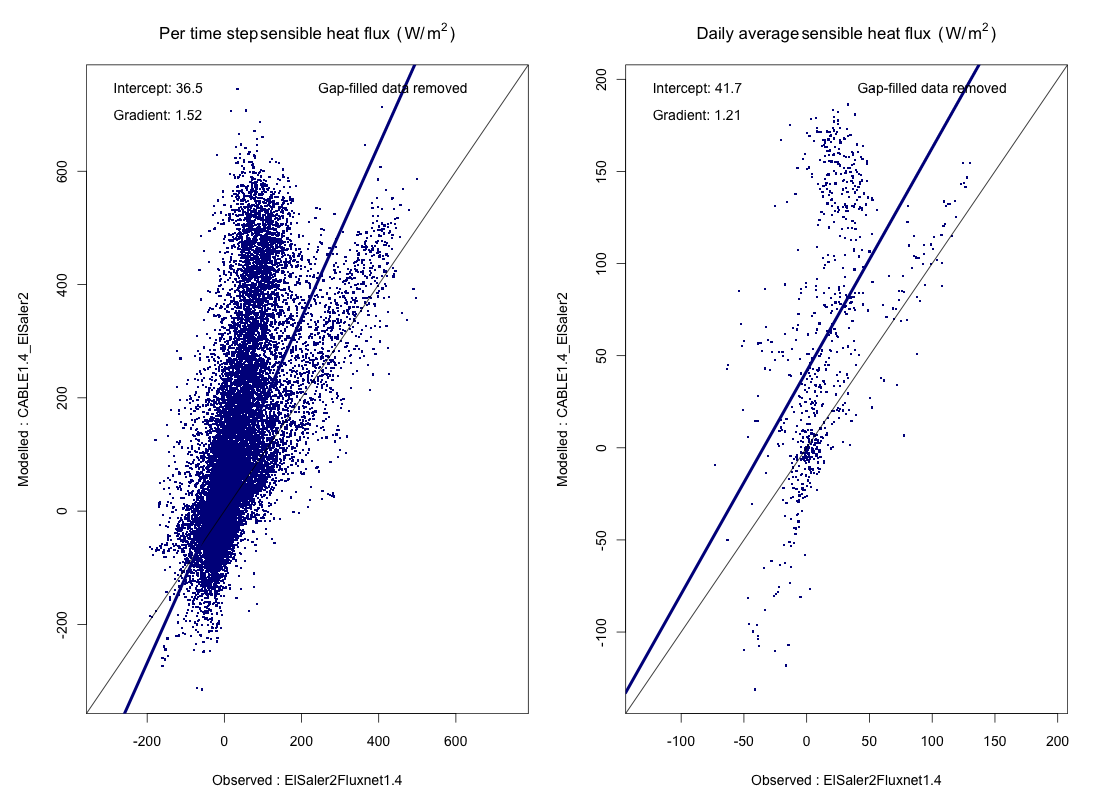 Per time step sensible heat flux (W/m²)
Intercept: 36.5
Gap-filled data removed
Gradient: 1.52
600
400
200
0
-200
-200 0 200 400 600
Modelled : CABLE1.4_ElSaler2
Observed : ElSaler2Fluxnet1.4
Daily average sensible heat flux (W/m²)
Intercept: 41.7
Gap-filled data removed
Gradient: 1.21
200
150
100
50
0
-50
-100
-100 -50 0 50 100 150 200
Modelled : CABLE1.4_ElSaler2
Observed : ElSaler2Fluxnet1.4